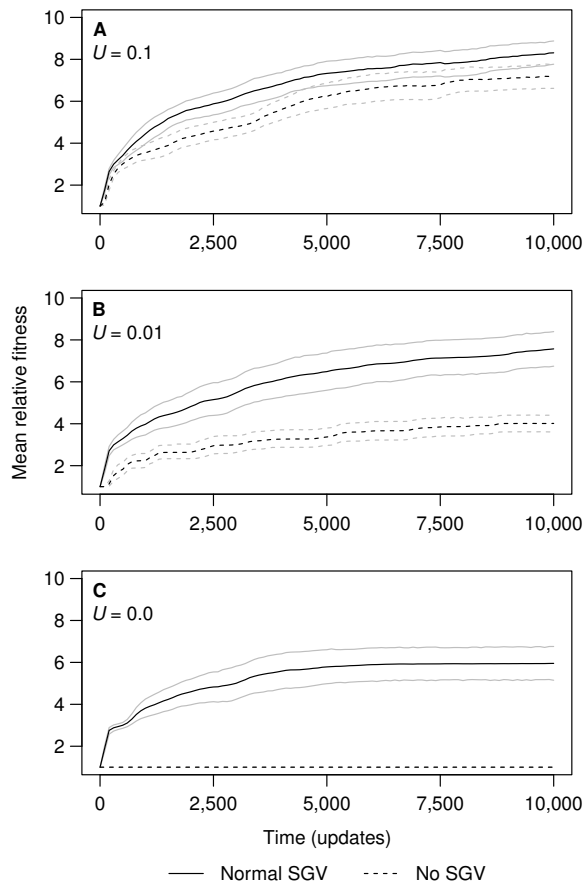 A
U = 0.1
10
8
6
4
2
0 2,500 5,000 7,500 10,000
B
U = 0.01
10
8
6
4
2
0 2,500 5,000 7,500 10,000
Mean relative fitness
C
U = 0.0
10
8
6
4
2
0 2,500 5,000 7,500 10,000
Time (updates)
Normal SGV No SGV